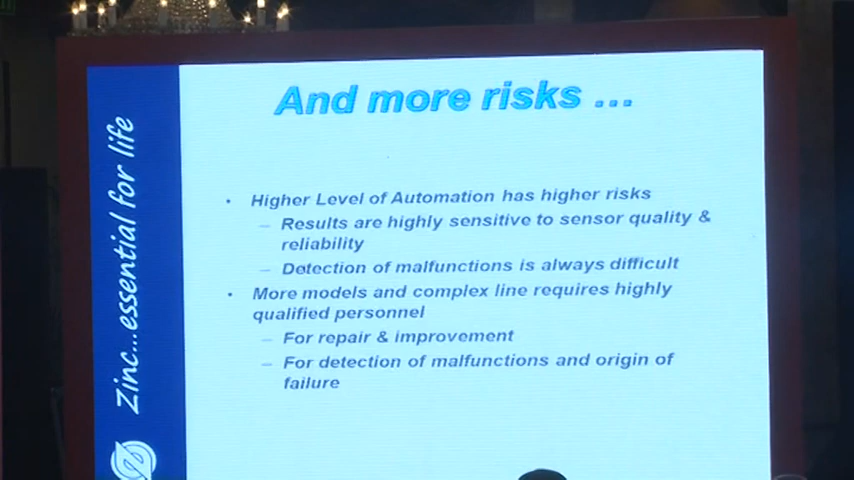 And more risks ...
• Higher Level of Automation has higher risks
– Results are highly sensitive to sensor quality &
reliability
– Detection of malfunctions is always difficult
• More models and complex line requires highly
qualified personnel
– For repair & improvement
– For detection of malfunctions and origin of
failure
Zinc...essential for life